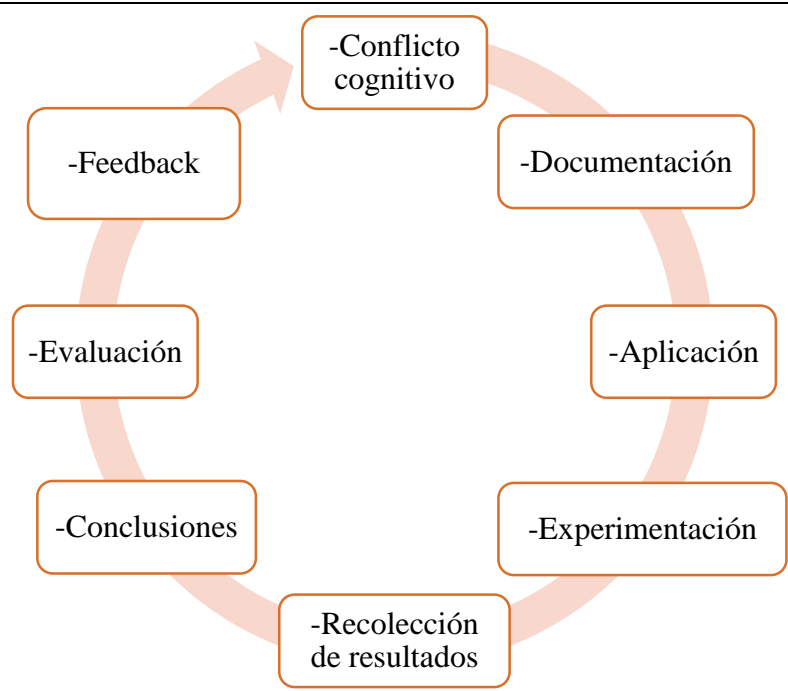 -Conflicto
cognitivo
-Documentación
-Aplicación
-Experimentación
-Recolección
de resultados
-Conclusiones
-Evaluación
-Feedback